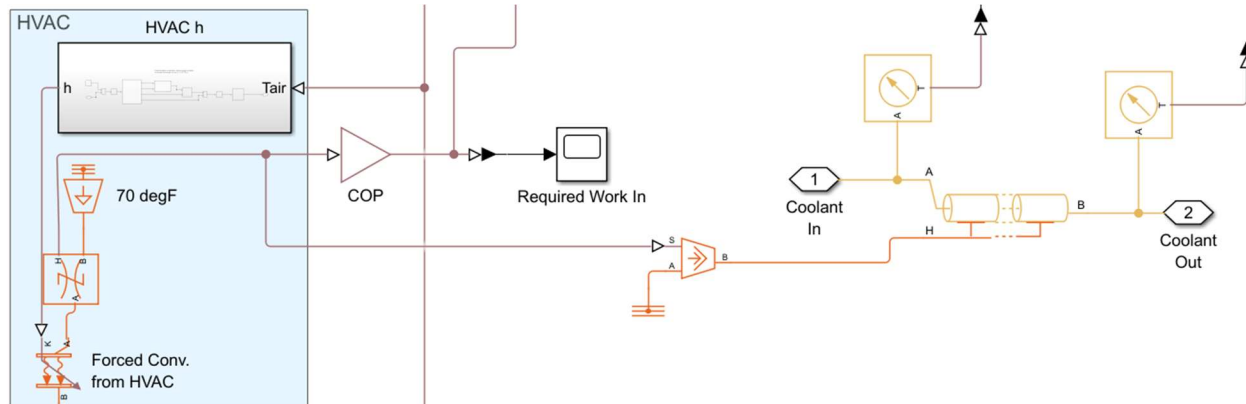 HVAC
HVAC h
h
Tair
70 degF
COP
Required Work In
H
B
A
K
A
B
Forced Conv.
from HVAC
S
A
B
T
A
T
A
1
Coolant
In
A
H
B
2
Coolant
Out